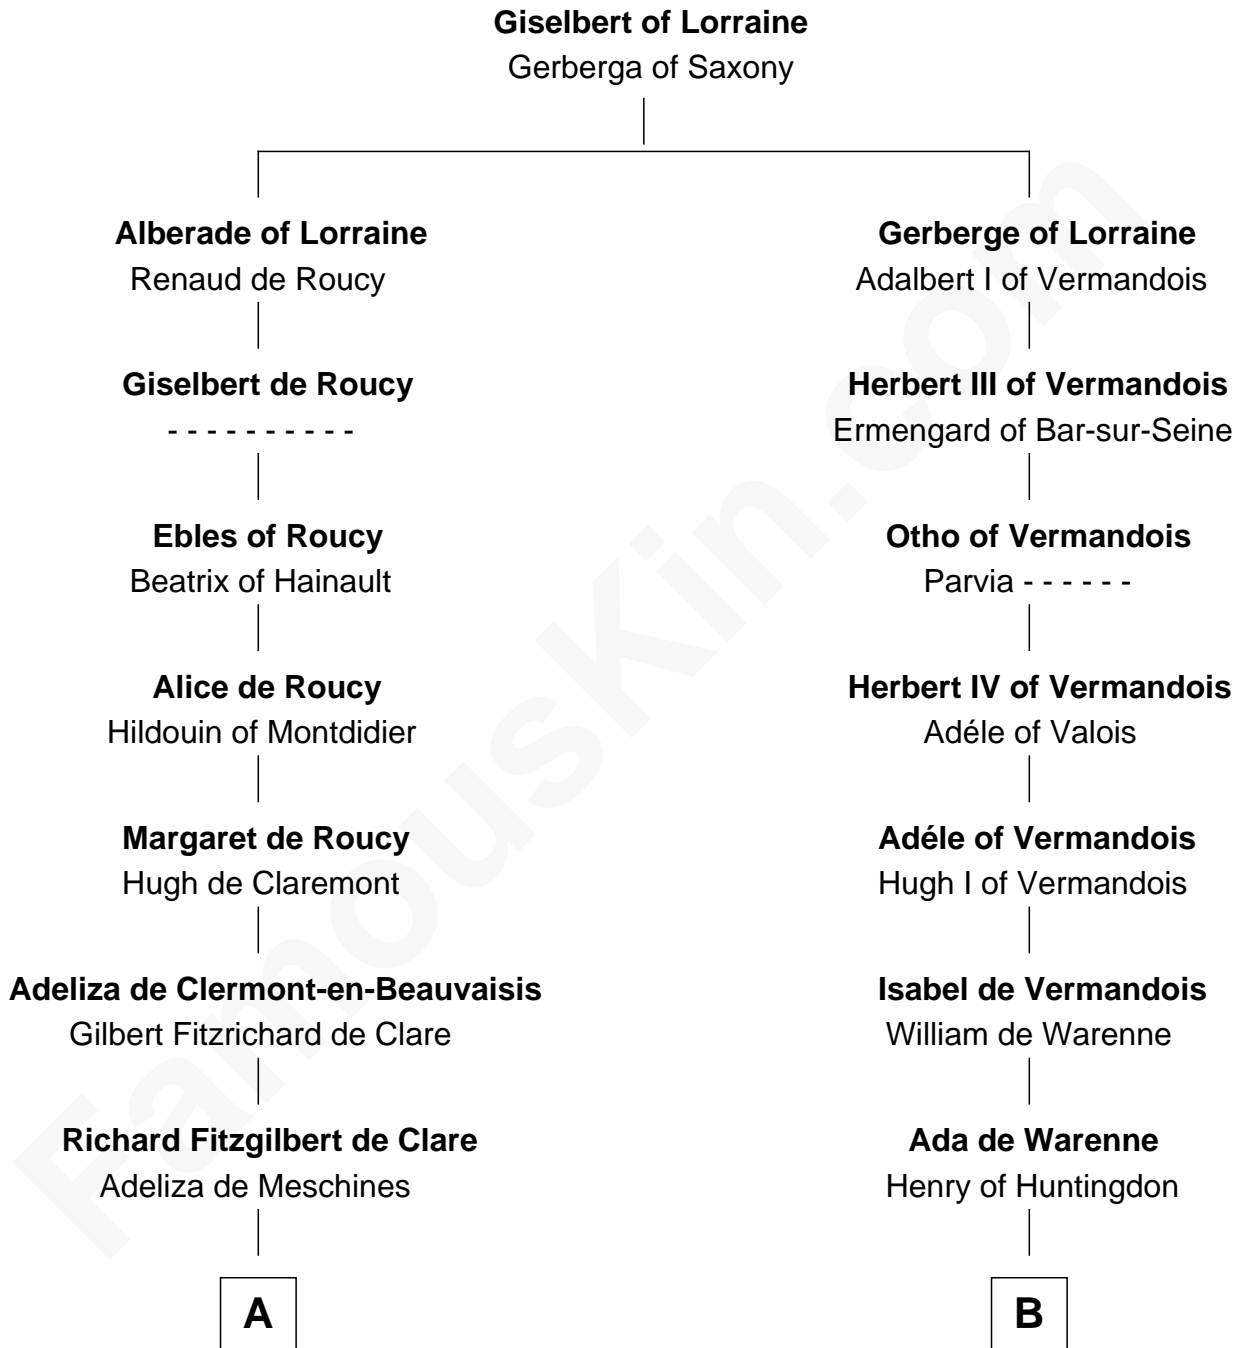 Giselbert of Lorraine
Gerberga of Saxony
Alberade of Lorraine
Renaud de Roucy
Giselbert de Roucy
- - - - - - - - - -
Ebles of Roucy
Beatrix of Hainault
Alice de Roucy
Hildouin of Montdidier
Margaret de Roucy
Hugh de Claremont
Adeliza de Clermont-en-Beauvaisis
Gilbert Fitzrichard de Clare
Richard Fitzgilbert de Clare
Adeliza de Meschines
A
Gerberge of Lorraine
Adalbert I of Vermandois
Herbert III of Vermandois
Ermengard of Bar-sur-Seine
Otho of Vermandois
Parvia - - - - - -
Herbert IV of Vermandois
Adéle of Valois
Adéle of Vermandois
Hugh I of Vermandois
Isabel de Vermandois
William de Warenne
Ada de Warenne
Henry of Huntingdon
B
FamousKin.com